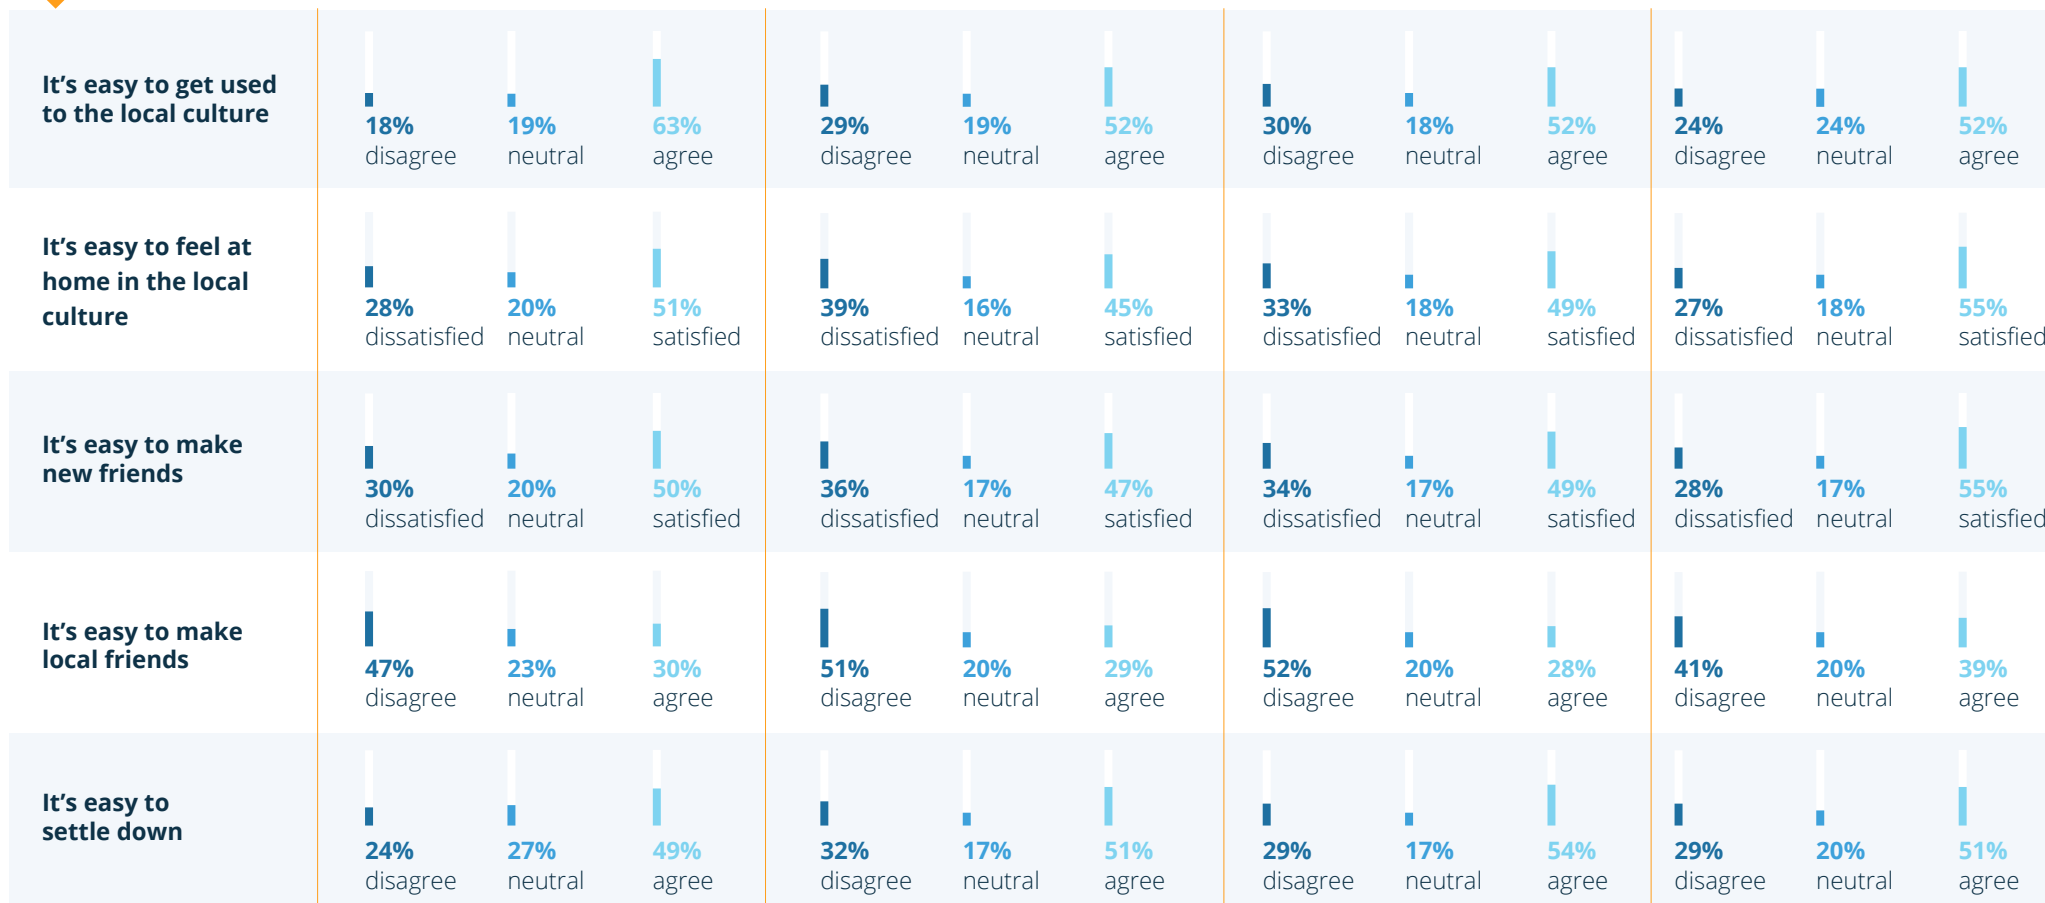 It’s easy to get used
to the local culture
18% 19% 63% 29% 19% 52% 30% 18% 52% 24% 24% 52%
disagree neutral agree disagree neutral agree disagree neutral agree disagree neutral agree
It’s easy to feel at
home in the local
culture
28% 20% 51% 39% 16% 45% 33% 18% 49% 27% 18% 55%
dissatisfied neutral satisfied dissatisfied neutral satisfied dissatisfied neutral satisfied dissatisfied neutral satisfied
It’s easy to make
new friends
30% 20% 50% 36% 17% 47% 34% 17% 49% 28% 17% 55%
dissatisfied neutral satisfied dissatisfied neutral satisfied dissatisfied neutral satisfied dissatisfied neutral satisfied
It’s easy to make
local friends
47% 23% 30% 51% 20% 29% 52% 20% 28% 41% 20% 39%
disagree neutral agree disagree neutral agree disagree neutral agree disagree neutral agree
It’s easy to
settle down
24% 27% 49% 32% 17% 51% 29% 17% 54% 29% 20% 51%
disagree neutral agree disagree neutral agree disagree neutral agree disagree neutral agree